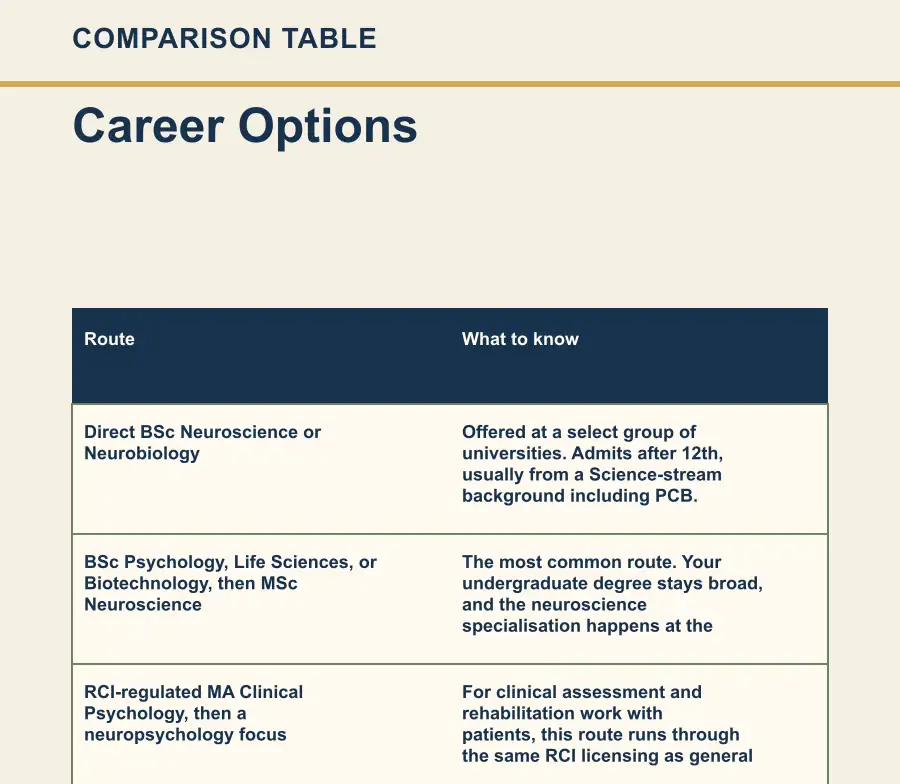 COMPARISON TABLE
Career Options
Route
What to know
Direct BSc Neuroscience or
Neurobiology
Offered at a select group of
universities. Admits after 12th,
usually from a Science-stream
background including PCB.
BSc Psychology, Life Sciences, or
Biotechnology, then MSc
Neuroscience
The most common route. Your
undergraduate degree stays broad,
and the neuroscience
specialisation happens at the
RCI-regulated MA Clinical
Psychology, then a
neuropsychology focus
For clinical assessment and
rehabilitation work with
patients, this route runs through
the same RCI licensing as general